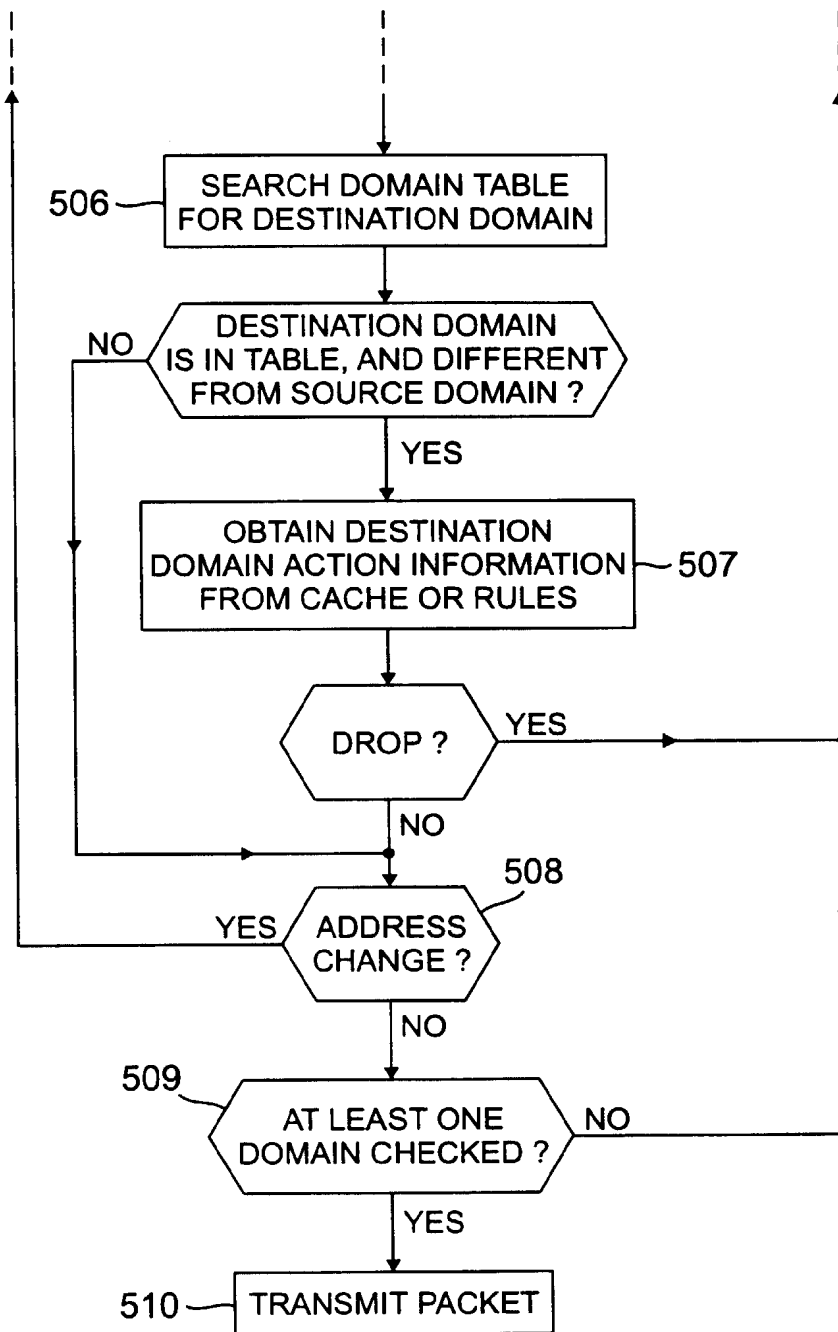 506
SEARCH DOMAIN TABLE
FOR DESTINATION DOMAIN
NO
DESTINATION DOMAIN
IS IN TABLE, AND DIFFERENT
FROM SOURCE DOMAIN ?
YES
OBTAIN DESTINATION
DOMAIN ACTION INFORMATION
FROM CACHE OR RULES
507
DROP ?
YES
NO
508
YES
ADDRESS
CHANGE ?
NO
509
AT LEAST ONE
DOMAIN CHECKED ?
NO
YES
510
TRANSMIT PACKET